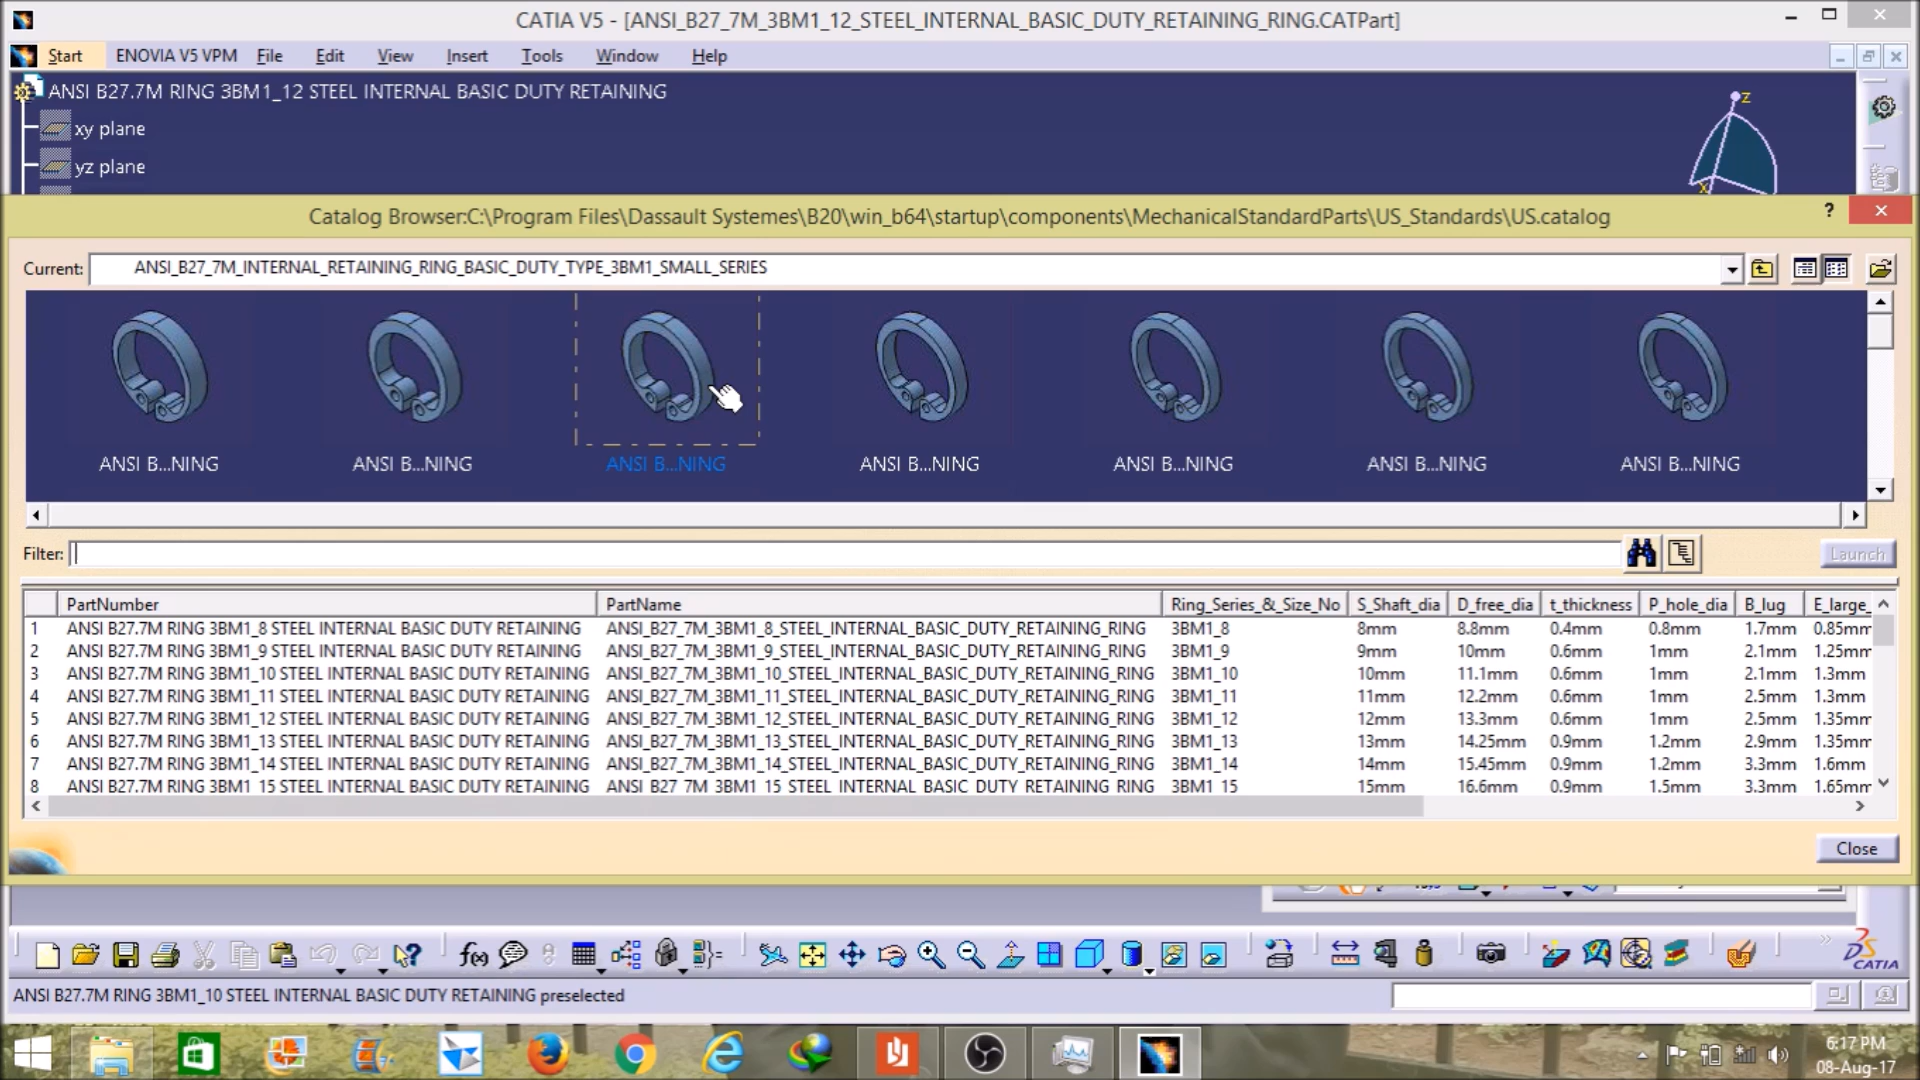 CATIA V5 - [ANSI_B27_7M_3BM1_12_STEEL_INTERNAL_BASIC_DUTY_RETAINING_RING.CATPart]
Start ENOVIA V5 VPM File Edit View Insert Tools Window Help
ANSI B27.7M RING 3BM1_12 STEEL INTERNAL BASIC DUTY RETAINING
xy plane
yz plane
z
x
Catalog Browser:C:\Program Files\Dassault Systemes\B20\win_b64\startup\components\MechanicalStandardParts\US_Standards\US.catalog
Current: ANSI_B27_7M_INTERNAL_RETAINING_RING_BASIC_DUTY_TYPE_3BM1_SMALL_SERIES
ANSI B...NING ANSI B...NING ANSI B...NING ANSI B...NING ANSI B...NING ANSI B...NING ANSI B...NING
Filter: Launch
PartNumber PartName Ring_Series_&_Size_No S_Shaft_dia D_free_dia t_thickness P_hole_dia B_lug E_large_
1 ANSI B27.7M RING 3BM1_8 STEEL INTERNAL BASIC DUTY RETAINING ANSI_B27_7M_3BM1_8_STEEL_INTERNAL_BASIC_DUTY_RETAINING_RING 3BM1_8 8mm 8.8mm 0.4mm 0.8mm 1.7mm 0.85mm
2 ANSI B27.7M RING 3BM1_9 STEEL INTERNAL BASIC DUTY RETAINING ANSI_B27_7M_3BM1_9_STEEL_INTERNAL_BASIC_DUTY_RETAINING_RING 3BM1_9 9mm 10mm 0.6mm 1mm 2.1mm 1.25mm
3 ANSI B27.7M RING 3BM1_10 STEEL INTERNAL BASIC DUTY RETAINING ANSI_B27_7M_3BM1_10_STEEL_INTERNAL_BASIC_DUTY_RETAINING_RING 3BM1_10 10mm 11.1mm 0.6mm 1mm 2.1mm 1.3mm
4 ANSI B27.7M RING 3BM1_11 STEEL INTERNAL BASIC DUTY RETAINING ANSI_B27_7M_3BM1_11_STEEL_INTERNAL_BASIC_DUTY_RETAINING_RING 3BM1_11 11mm 12.2mm 0.6mm 1mm 2.5mm 1.3mm
5 ANSI B27.7M RING 3BM1_12 STEEL INTERNAL BASIC DUTY RETAINING ANSI_B27_7M_3BM1_12_STEEL_INTERNAL_BASIC_DUTY_RETAINING_RING 3BM1_12 12mm 13.3mm 0.6mm 1mm 2.5mm 1.35mm
6 ANSI B27.7M RING 3BM1_13 STEEL INTERNAL BASIC DUTY RETAINING ANSI_B27_7M_3BM1_13_STEEL_INTERNAL_BASIC_DUTY_RETAINING_RING 3BM1_13 13mm 14.25mm 0.9mm 1.2mm 2.9mm 1.35mm
7 ANSI B27.7M RING 3BM1_14 STEEL INTERNAL BASIC DUTY RETAINING ANSI_B27_7M_3BM1_14_STEEL_INTERNAL_BASIC_DUTY_RETAINING_RING 3BM1_14 14mm 15.45mm 0.9mm 1.2mm 3.3mm 1.6mm
8 ANSI B27.7M RING 3BM1_15 STEEL INTERNAL BASIC DUTY RETAINING ANSI_B27_7M_3BM1_15_STEEL_INTERNAL_BASIC_DUTY_RETAINING_RING 3BM1_15 15mm 16.6mm 0.9mm 1.5mm 3.3mm 1.65mm
Close
f(x)
CATIA
ANSI B27.7M RING 3BM1_10 STEEL INTERNAL BASIC DUTY RETAINING preselected
6:17 PM
08-Aug-17